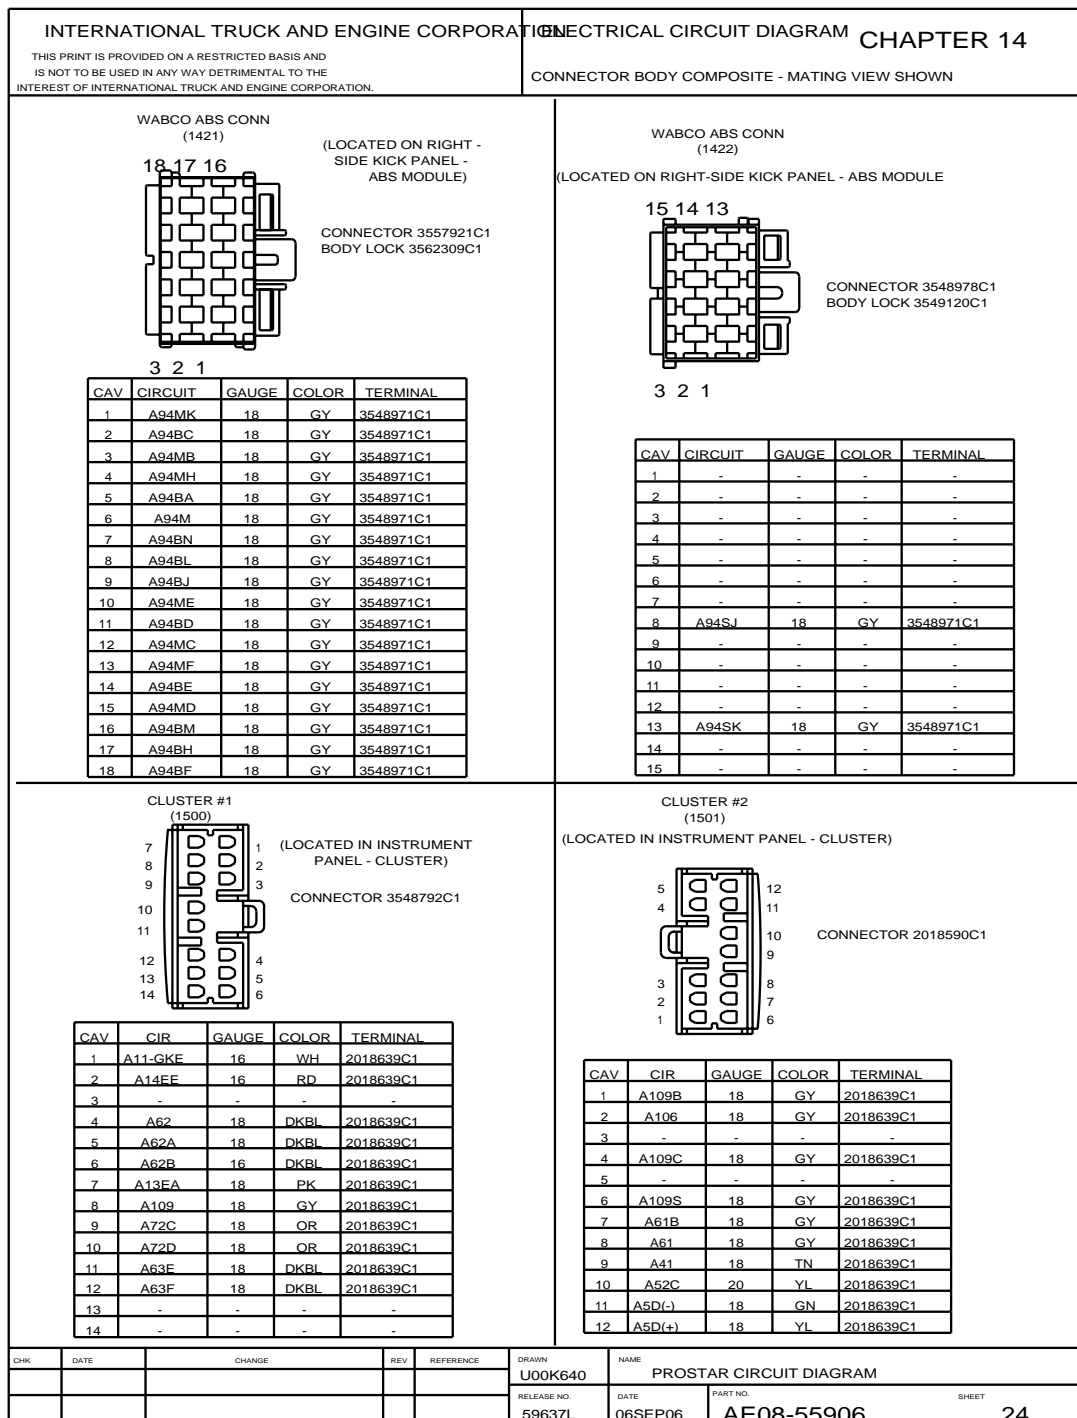 INTERNATIONAL TRUCK AND ENGINE CORPORATION
THIS PRINT IS PROVIDED ON A RESTRICTED BASIS AND
IS NOT TO BE USED IN ANY WAY DETRIMENTAL TO THE
INTEREST OF INTERNATIONAL TRUCK AND ENGINE CORPORATION.
ELECTRICAL CIRCUIT DIAGRAM CHAPTER 14
CONNECTOR BODY COMPOSITE - MATING VIEW SHOWN
WABCO ABS CONN
(1421)
(LOCATED ON RIGHT -
SIDE KICK PANEL -
ABS MODULE)
18 17 16
CONNECTOR 3557921C1
BODY LOCK 3562309C1
3 2 1
CAV CIRCUIT GAUGE COLOR TERMINAL
1 A94MK 18 GY 3548971C1
2 A94BC 18 GY 3548971C1
3 A94MB 18 GY 3548971C1
4 A94MH 18 GY 3548971C1
5 A94BA 18 GY 3548971C1
6 A94M 18 GY 3548971C1
7 A94BN 18 GY 3548971C1
8 A94BL 18 GY 3548971C1
9 A94BJ 18 GY 3548971C1
10 A94ME 18 GY 3548971C1
11 A94BD 18 GY 3548971C1
12 A94MC 18 GY 3548971C1
13 A94MF 18 GY 3548971C1
14 A94BE 18 GY 3548971C1
15 A94MD 18 GY 3548971C1
16 A94BM 18 GY 3548971C1
17 A94BH 18 GY 3548971C1
18 A94BF 18 GY 3548971C1
WABCO ABS CONN
(1422)
(LOCATED ON RIGHT-SIDE KICK PANEL - ABS MODULE
15 14 13
CONNECTOR 3548978C1
BODY LOCK 3549120C1
3 2 1
CAV CIRCUIT GAUGE COLOR TERMINAL
1 - - - -
2 - - - -
3 - - - -
4 - - - -
5 - - - -
6 - - - -
7 - - - -
8 A94SJ 18 GY 3548971C1
9 - - - -
10 - - - -
11 - - - -
12 - - - -
13 A94SK 18 GY 3548971C1
14 - - - -
15 - - - -
CLUSTER #1
(1500)
(LOCATED IN INSTRUMENT
PANEL - CLUSTER)
CONNECTOR 3548792C1
7 1
8 2
9 3
10
11
12 4
13 5
14 6
CAV CIR GAUGE COLOR TERMINAL
1 A11-GKE 16 WH 2018639C1
2 A14EE 16 RD 2018639C1
3 - - - -
4 A62 18 DKBL 2018639C1
5 A62A 18 DKBL 2018639C1
6 A62B 16 DKBL 2018639C1
7 A13EA 18 PK 2018639C1
8 A109 18 GY 2018639C1
9 A72C 18 OR 2018639C1
10 A72D 18 OR 2018639C1
11 A63E 18 DKBL 2018639C1
12 A63F 18 DKBL 2018639C1
13 - - - -
14 - - - -
CLUSTER #2
(1501)
(LOCATED IN INSTRUMENT PANEL - CLUSTER)
5 12
4 11
10
9
3 8
2 7
1 6
CONNECTOR 2018590C1
CAV CIR GAUGE COLOR TERMINAL
1 A109B 18 GY 2018639C1
2 A106 18 GY 2018639C1
3 - - - -
4 A109C 18 GY 2018639C1
5 - - - -
6 A109S 18 GY 2018639C1
7 A61B 18 GY 2018639C1
8 A61 18 GY 2018639C1
9 A41 18 TN 2018639C1
10 A52C 20 YL 2018639C1
11 A5D(-) 18 GN 2018639C1
12 A5D(+) 18 YL 2018639C1
CHK DATE CHANGE REV REFERENCE
DRAWN
U00K640
NAME
PROSTAR CIRCUIT DIAGRAM
RELEASE NO.
59637L
DATE
06SEP06
PART NO.
AE08-55906
SHEET
24